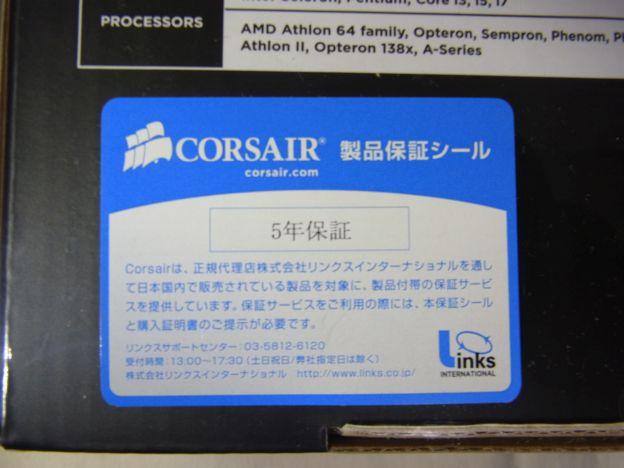 Intel Celeron, Pentium, Core i3, i5, i7
PROCESSORS
AMD Athlon 64 family, Opteron, Sempron, Phenom,
Athlon II, Opteron 138x, A-Series
CORSAIR® 製品保証シール
corsair.com
5年保証
Corsairは、正規代理店株式会社リンクスインターナショナルを通し
て日本国内で販売されている製品を対象に、製品付帯の保証サービ
スを提供しています。保証サービスをご利用の際には、本保証シール
と購入証明書のご提示が必要です。
リンクスサポートセンター：03-5812-6120
受付時間：13:00〜17:30（土日祝日/弊社指定日は除く）
株式会社リンクスインターナショナル http://www.links.co.jp/
Links
INTERNATIONAL